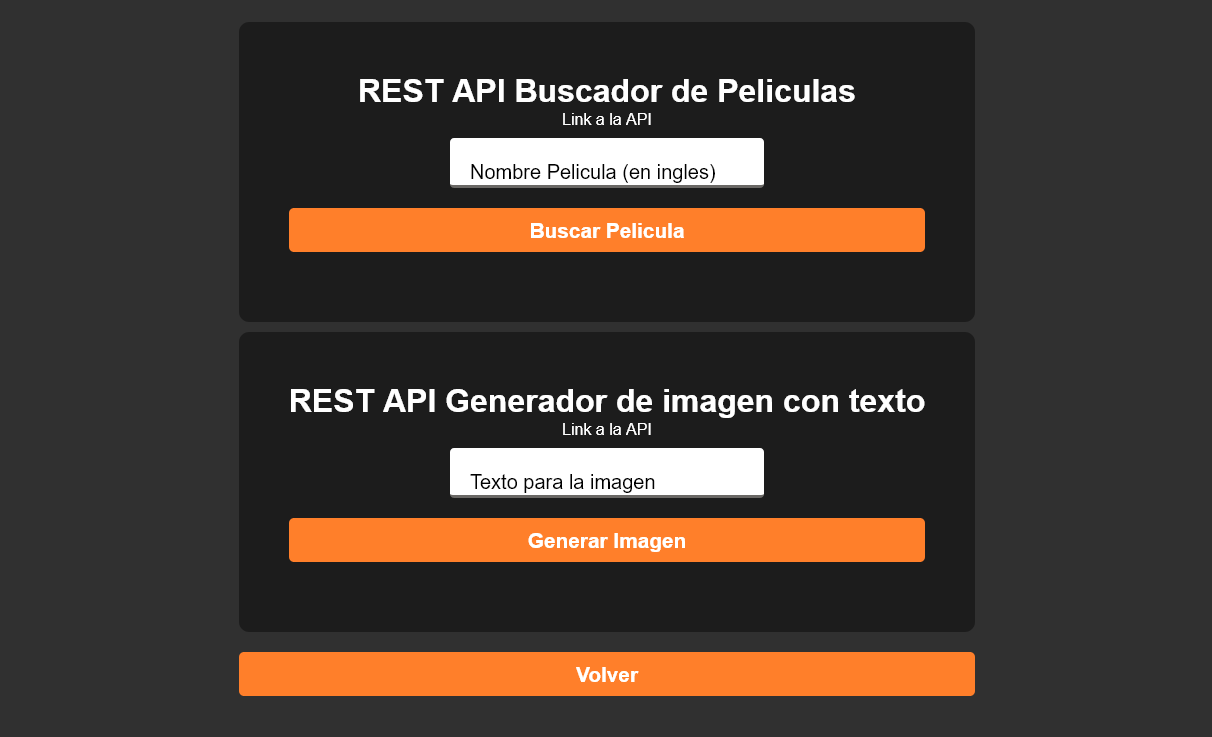 REST API Buscador de Peliculas
Link a la API
Nombre Pelicula (en ingles)
Buscar Pelicula
REST API Generador de imagen con texto
Link a la API
Texto para la imagen
Generar Imagen
Volver